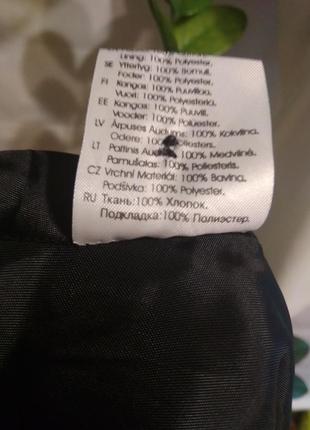 Lining: 100% Polyester.
SE Yttertyg: 100% Bomull.
Foder: 100% Polyester.
FI Kangas: 100% Puuvilla.
Vuori: 100% Polyesteria.
EE Kangas: 100% Puuvill.
Vooder: 100% Polüester.
LV Ārpuses Audums: 100% Kokvilna.
Odere: 100% Poliesters.
LT Audinys: 100% Medvilnė.
Pamušalas: 100% Poliesteris.
CZ Vrchní Materiál: 100% Bavlna.
Podšívka: 100% Polyester.
RU Ткань: 100% Хлопок.
Подкладка: 100% Полиэстер.